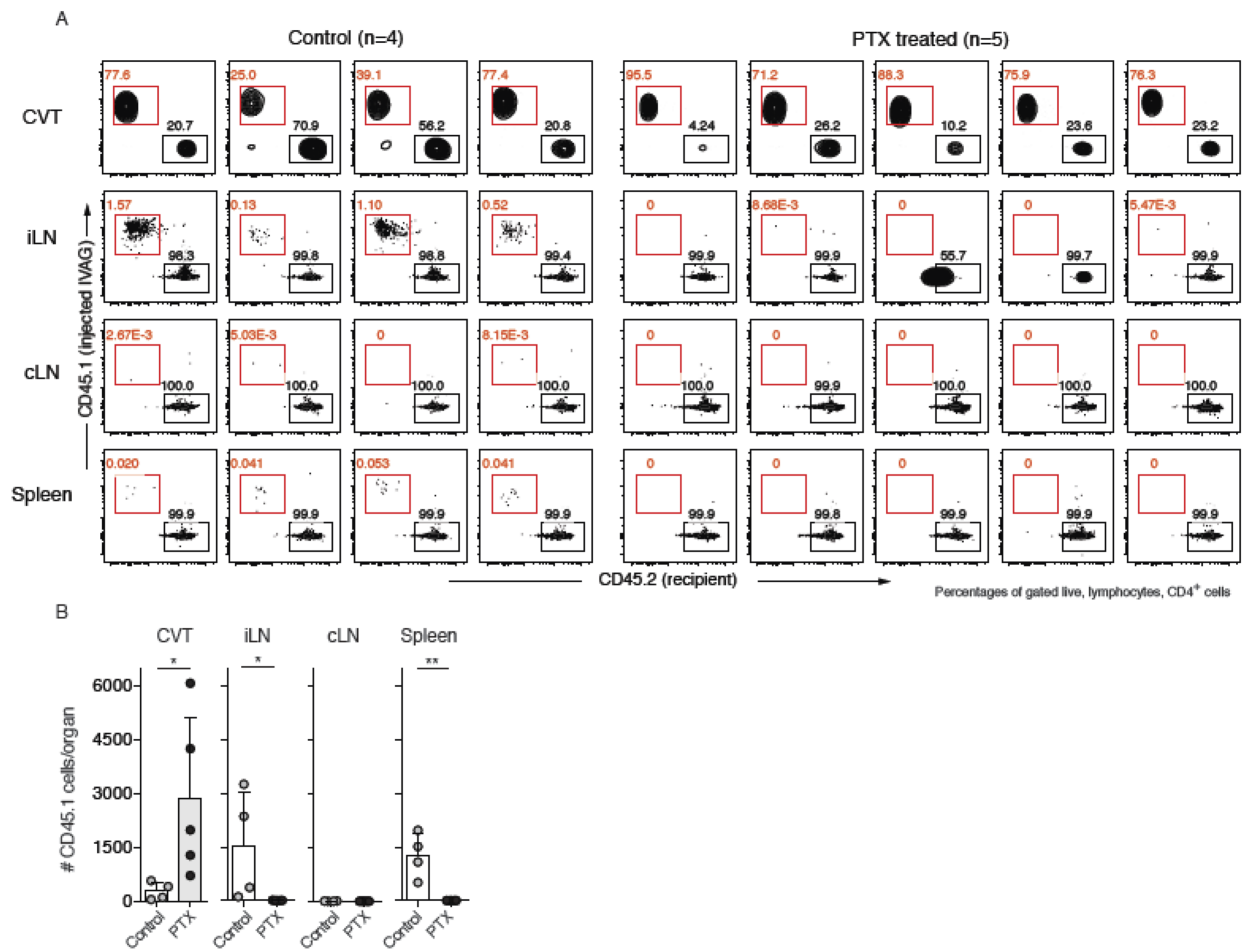 A
Control (n=4)
PTX treated (n=5)
CVT
77.6
20.7
25.0
70.9
39.1
56.2
77.4
20.8
95.5
4.24
71.2
26.2
88.3
10.2
75.9
23.6
76.3
23.2
iLN
1.57
98.3
0.13
99.8
1.10
98.8
0.52
99.4
0
99.9
8.68E-3
99.9
0
55.7
0
99.7
5.47E-3
99.9
cLN
2.67E-3
100.0
5.03E-3
100.0
0
100.0
8.15E-3
100.0
0
100.0
0
99.9
0
100.0
0
100.0
0
100.0
Spleen
0.020
99.9
0.041
99.9
0.053
99.9
0.041
99.9
0
99.9
0
99.8
0
99.9
0
99.9
0
99.9
CD45.1 (injected IVAG)
CD45.2 (recipient)
Percentages of gated live, lymphocytes, CD4+ cells
B
CVT
iLN
cLN
Spleen
*
*
**
# CD45.1 cells/organ
6000
4500
3000
1500
0
Control
PTX
Control
PTX
Control
PTX
Control
PTX